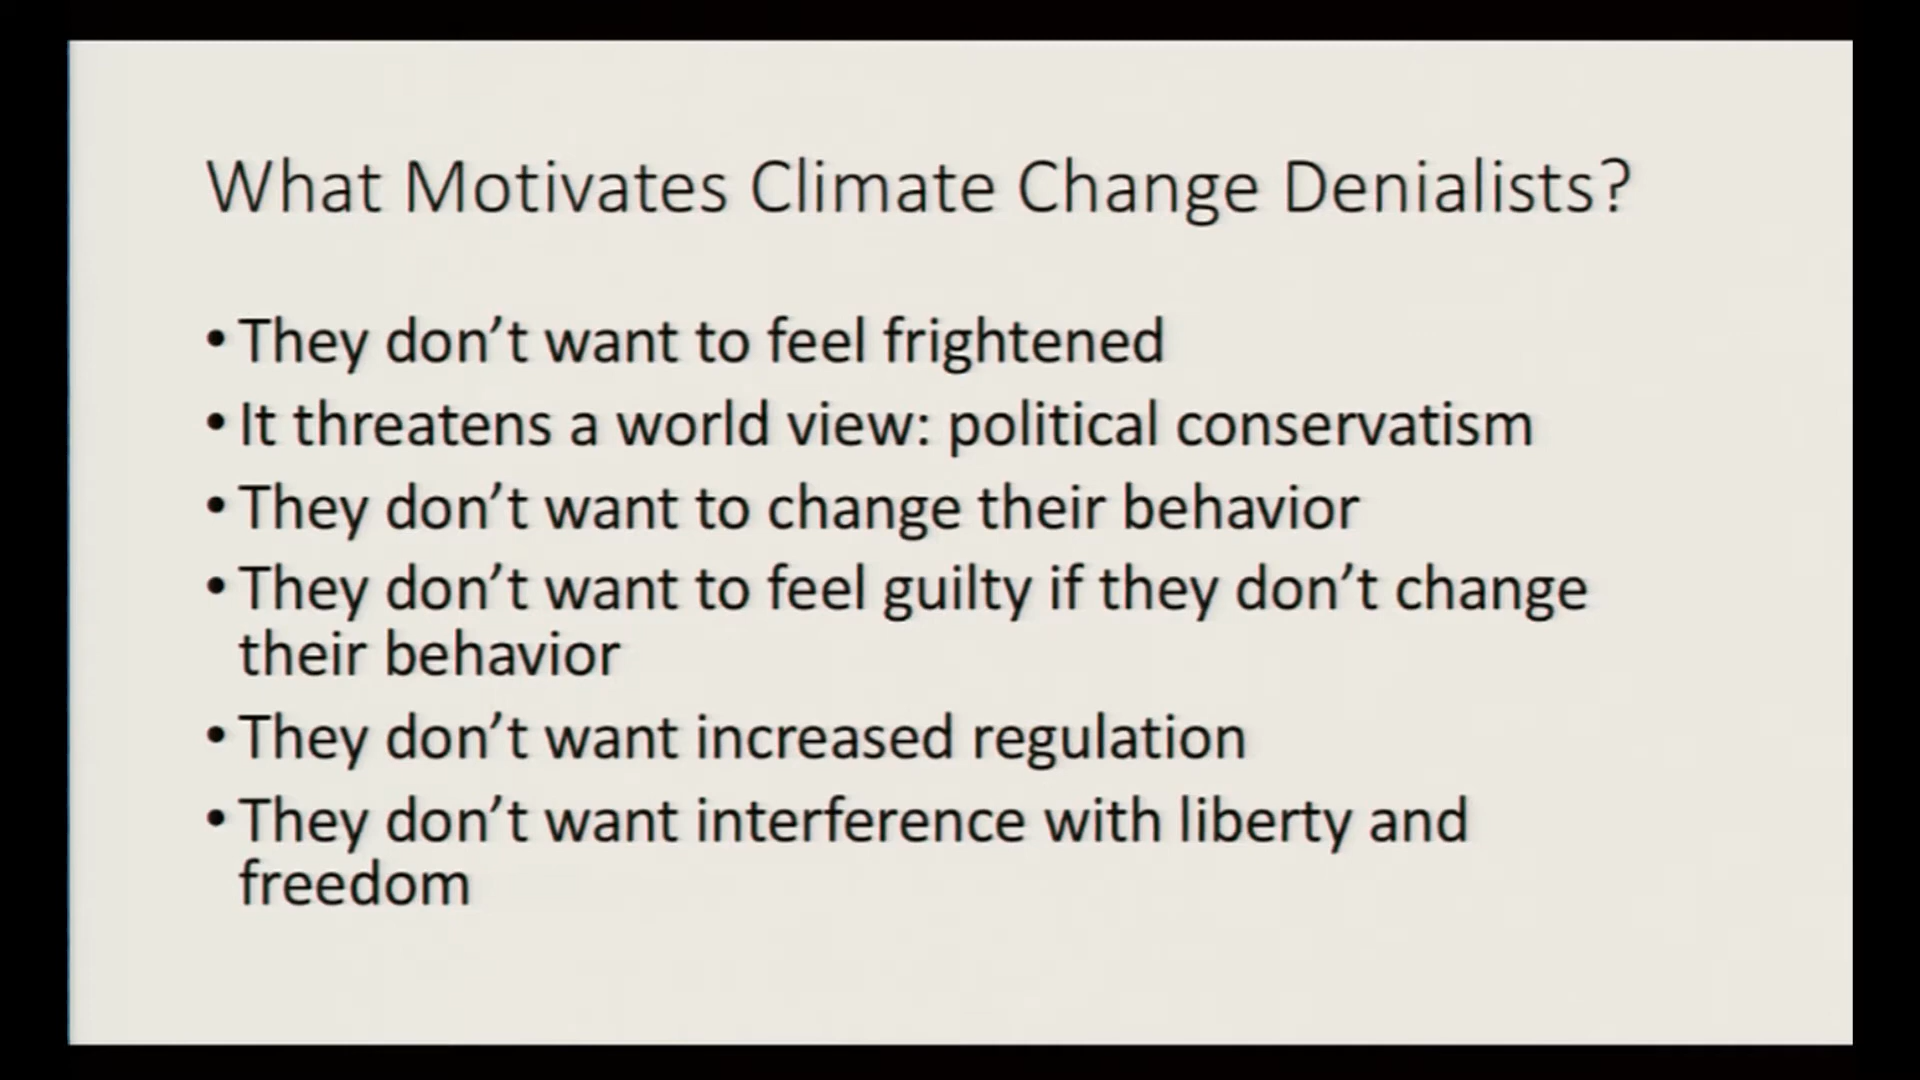 What Motivates Climate Change Denialists?
• They don’t want to feel frightened
• It threatens a world view: political conservatism
• They don’t want to change their behavior
• They don’t want to feel guilty if they don’t change
their behavior
• They don’t want increased regulation
• They don’t want interference with liberty and
freedom